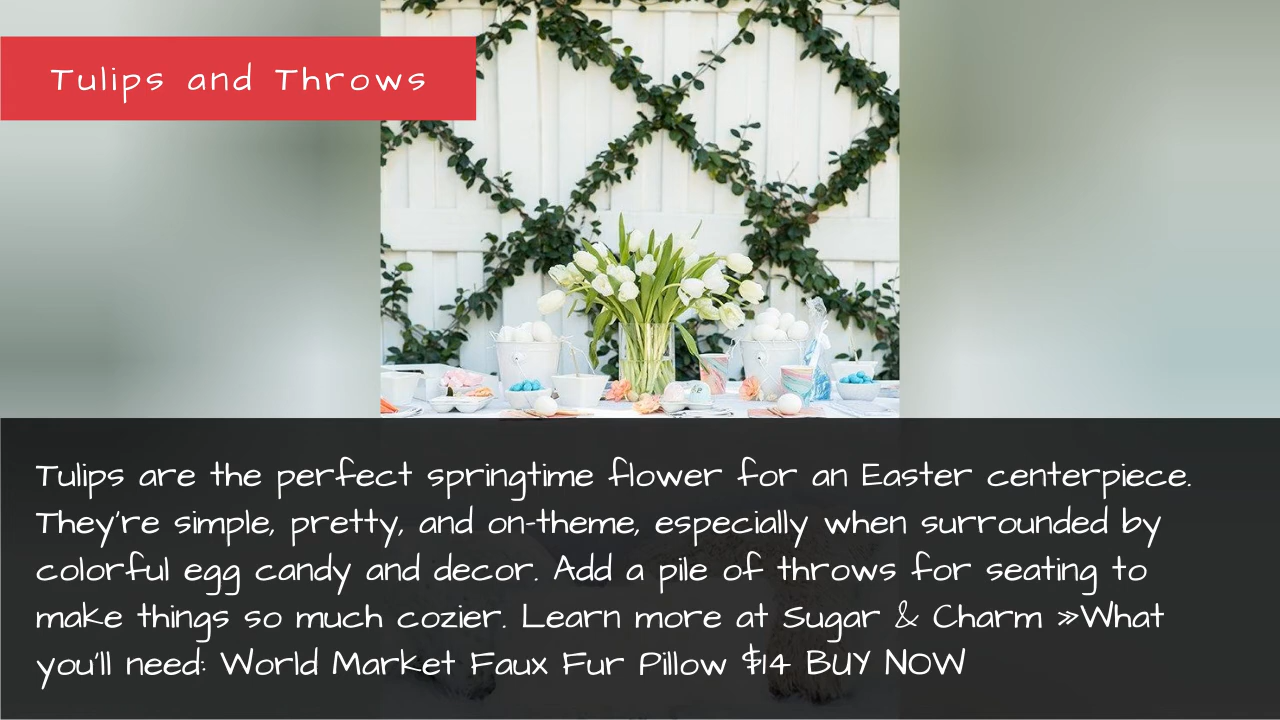 Tulips and Throws
Tulips are the perfect springtime flower for an Easter centerpiece.
They're simple, pretty, and on-theme, especially when surrounded by
colorful egg candy and decor. Add a pile of throws for seating to
make things so much cozier. Learn more at Sugar & Charm »What
you'll need: World Market Faux Fur Pillow $14 BUY NOW